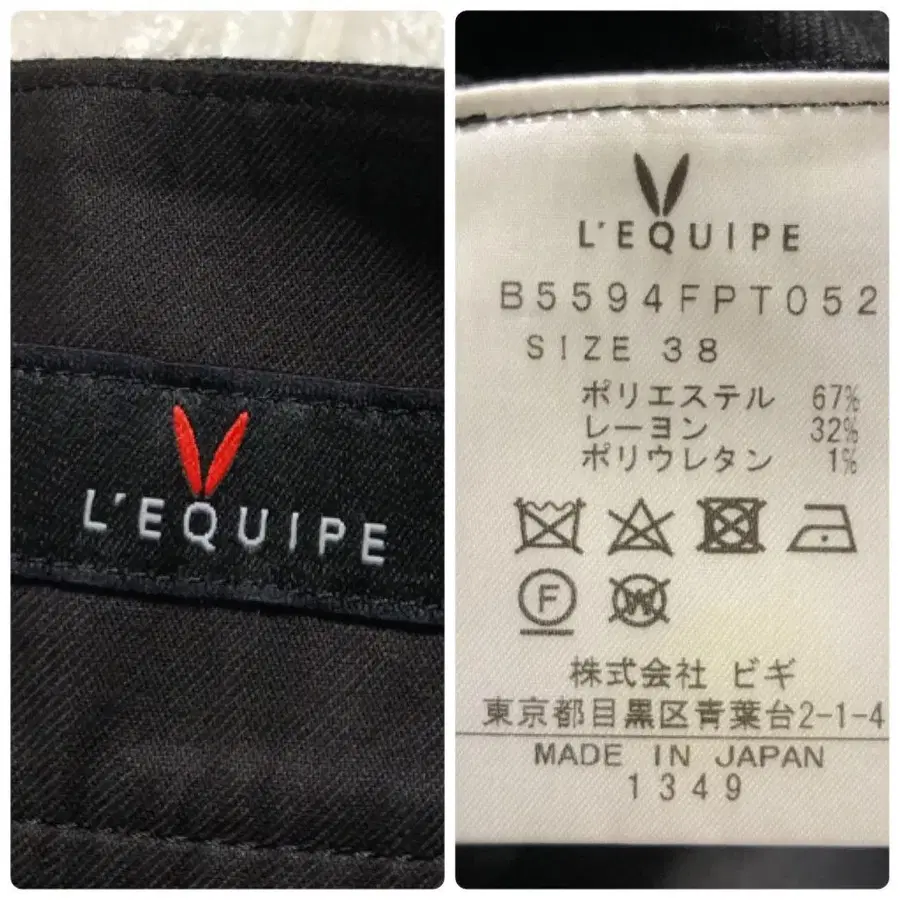 L'EQUIPE
L'EQUIPE
B5594FPT052
SIZE 38
ポリエステル 67%
レーヨン 32%
ポリウレタン 1%
F
W
株式会社 ビギ
東京都目黒区青葉台2-1-4
MADE IN JAPAN
1349